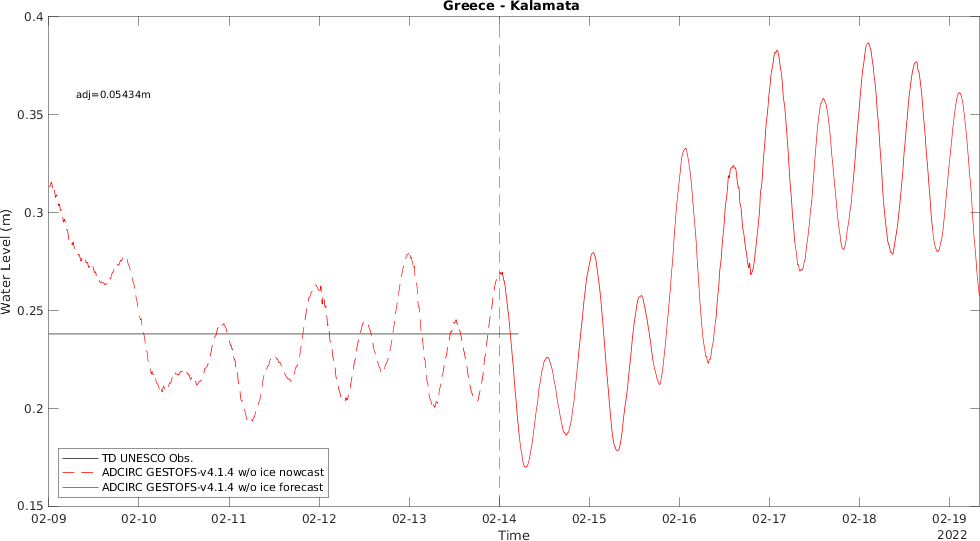 Greece - Kalamata
0.4
0.35
0.3
0.25
0.2
0.15
Water Level (m)
adj=0.05434m
TD UNESCO Obs.
ADCIRC GESTOFS-v4.1.4 w/o ice nowcast
ADCIRC GESTOFS-v4.1.4 w/o ice forecast
02-09 02-10 02-11 02-12 02-13 02-14 02-15 02-16 02-17 02-18 02-19
Time
2022